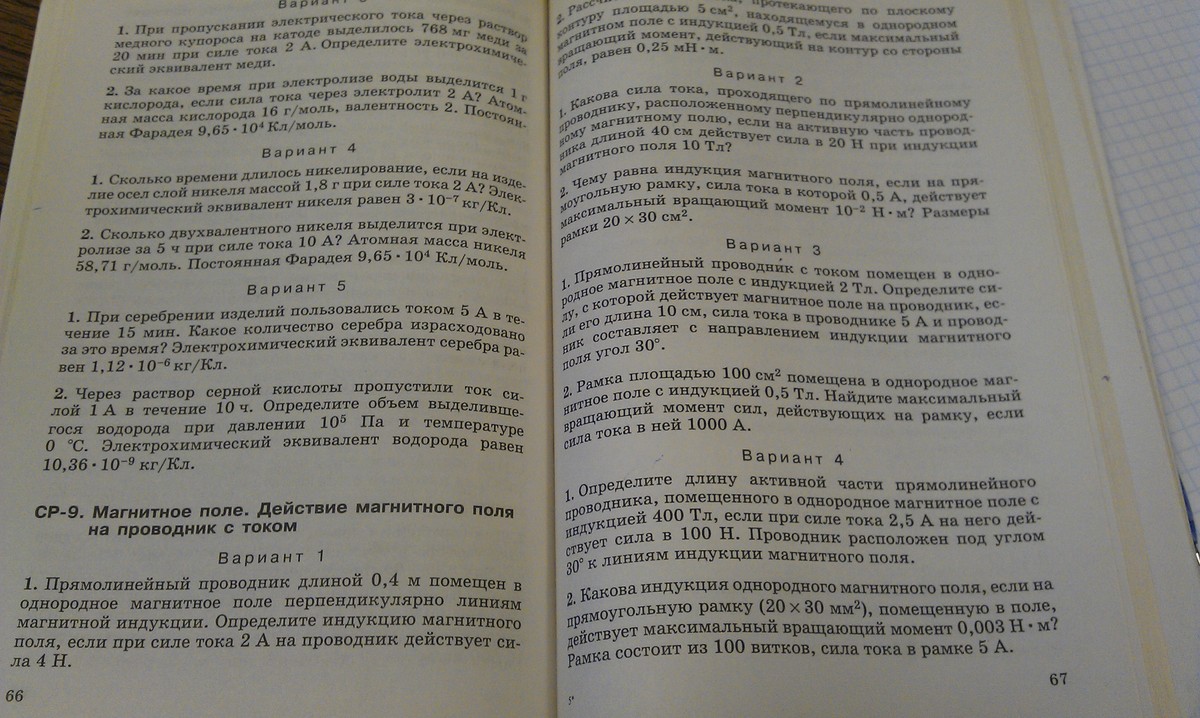 Вариант
1. При пропускании электрического тока через раствор
медного купороса на катоде выделилось 768 мг меди за
20 мин при силе тока 2 А. Определите электрохимиче-
ский эквивалент меди.
2. За какое время при электролизе воды выделится 1 г
кислорода, если сила тока через электролит 2 А? Атом-
ная масса кислорода 16 г/моль, валентность 2. Постоян-
ная Фарадея 9,65 · 10⁴ Кл/моль.
Вариант 4
1. Сколько времени длилось никелирование, если на изде-
лие осел слой никеля массой 1,8 г при силе тока 2 А? Элек-
трохимический эквивалент никеля равен 3 · 10⁻⁷ кг/Кл.
2. Сколько двухвалентного никеля выделится при элект-
ролизе за 5 ч при силе тока 10 А? Атомная масса никеля
58,71 г/моль. Постоянная Фарадея 9,65 · 10⁴ Кл/моль.
Вариант 5
1. При серебрении изделий пользовались током 5 А в те-
чение 15 мин. Какое количество серебра израсходовано
за это время? Электрохимический эквивалент серебра ра-
вен 1,12 · 10⁻⁶ кг/Кл.
2. Через раствор серной кислоты пропустили ток си-
лой 1 А в течение 10 ч. Определите объем выделивше-
гося водорода при давлении 10⁵ Па и температуре
0 °С. Электрохимический эквивалент водорода равен
10,36 · 10⁻⁹ кг/Кл.
СР-9. Магнитное поле. Действие магнитного поля
на проводник с током
Вариант 1
1. Прямолинейный проводник длиной 0,4 м помещен в
однородное магнитное поле перпендикулярно линиям
магнитной индукции. Определите индукцию магнитного
поля, если при силе тока 2 А на проводник действует си-
ла 4 Н.
66
протекающего по плоскому
контуру площадью 5 см², находящемуся в однородном
магнитном поле с индукцией 0,5 Тл, если максимальный
вращающий момент, действующий на контур со стороны
поля, равен 0,25 мН · м.
Вариант 2
1. Какова сила тока, проходящего по прямолинейному
проводнику, расположенному перпендикулярно однород-
ному магнитному полю, если на активную часть провод-
ника длиной 40 см действует сила в 20 Н при индукции
магнитного поля 10 Тл?
2. Чему равна индукция магнитного поля, если на пря-
моугольную рамку, сила тока в которой 0,5 А, действует
максимальный вращающий момент 10⁻² Н · м? Размеры
рамки 20 × 30 см².
Вариант 3
1. Прямолинейный проводник с током помещен в одно-
родное магнитное поле с индукцией 2 Тл. Определите си-
лу, с которой действует магнитное поле на проводник, ес-
ли его длина 10 см, сила тока в проводнике 5 А и провод-
ник составляет с направлением индукции магнитного
поля угол 30°.
2. Рамка площадью 100 см² помещена в однородное маг-
нитное поле с индукцией 0,5 Тл. Найдите максимальный
вращающий момент сил, действующих на рамку, если
сила тока в ней 1000 А.
Вариант 4
1. Определите длину активной части прямолинейного
проводника, помещенного в однородное магнитное поле с
индукцией 400 Тл, если при силе тока 2,5 А на него дей-
ствует сила в 100 Н. Проводник расположен под углом
30° к линиям индукции магнитного поля.
2. Какова индукция однородного магнитного поля, если на
прямоугольную рамку (20 × 30 мм²), помещенную в поле,
действует максимальный вращающий момент 0,003 Н · м?
Рамка состоит из 100 витков, сила тока в рамке 5 А.
67